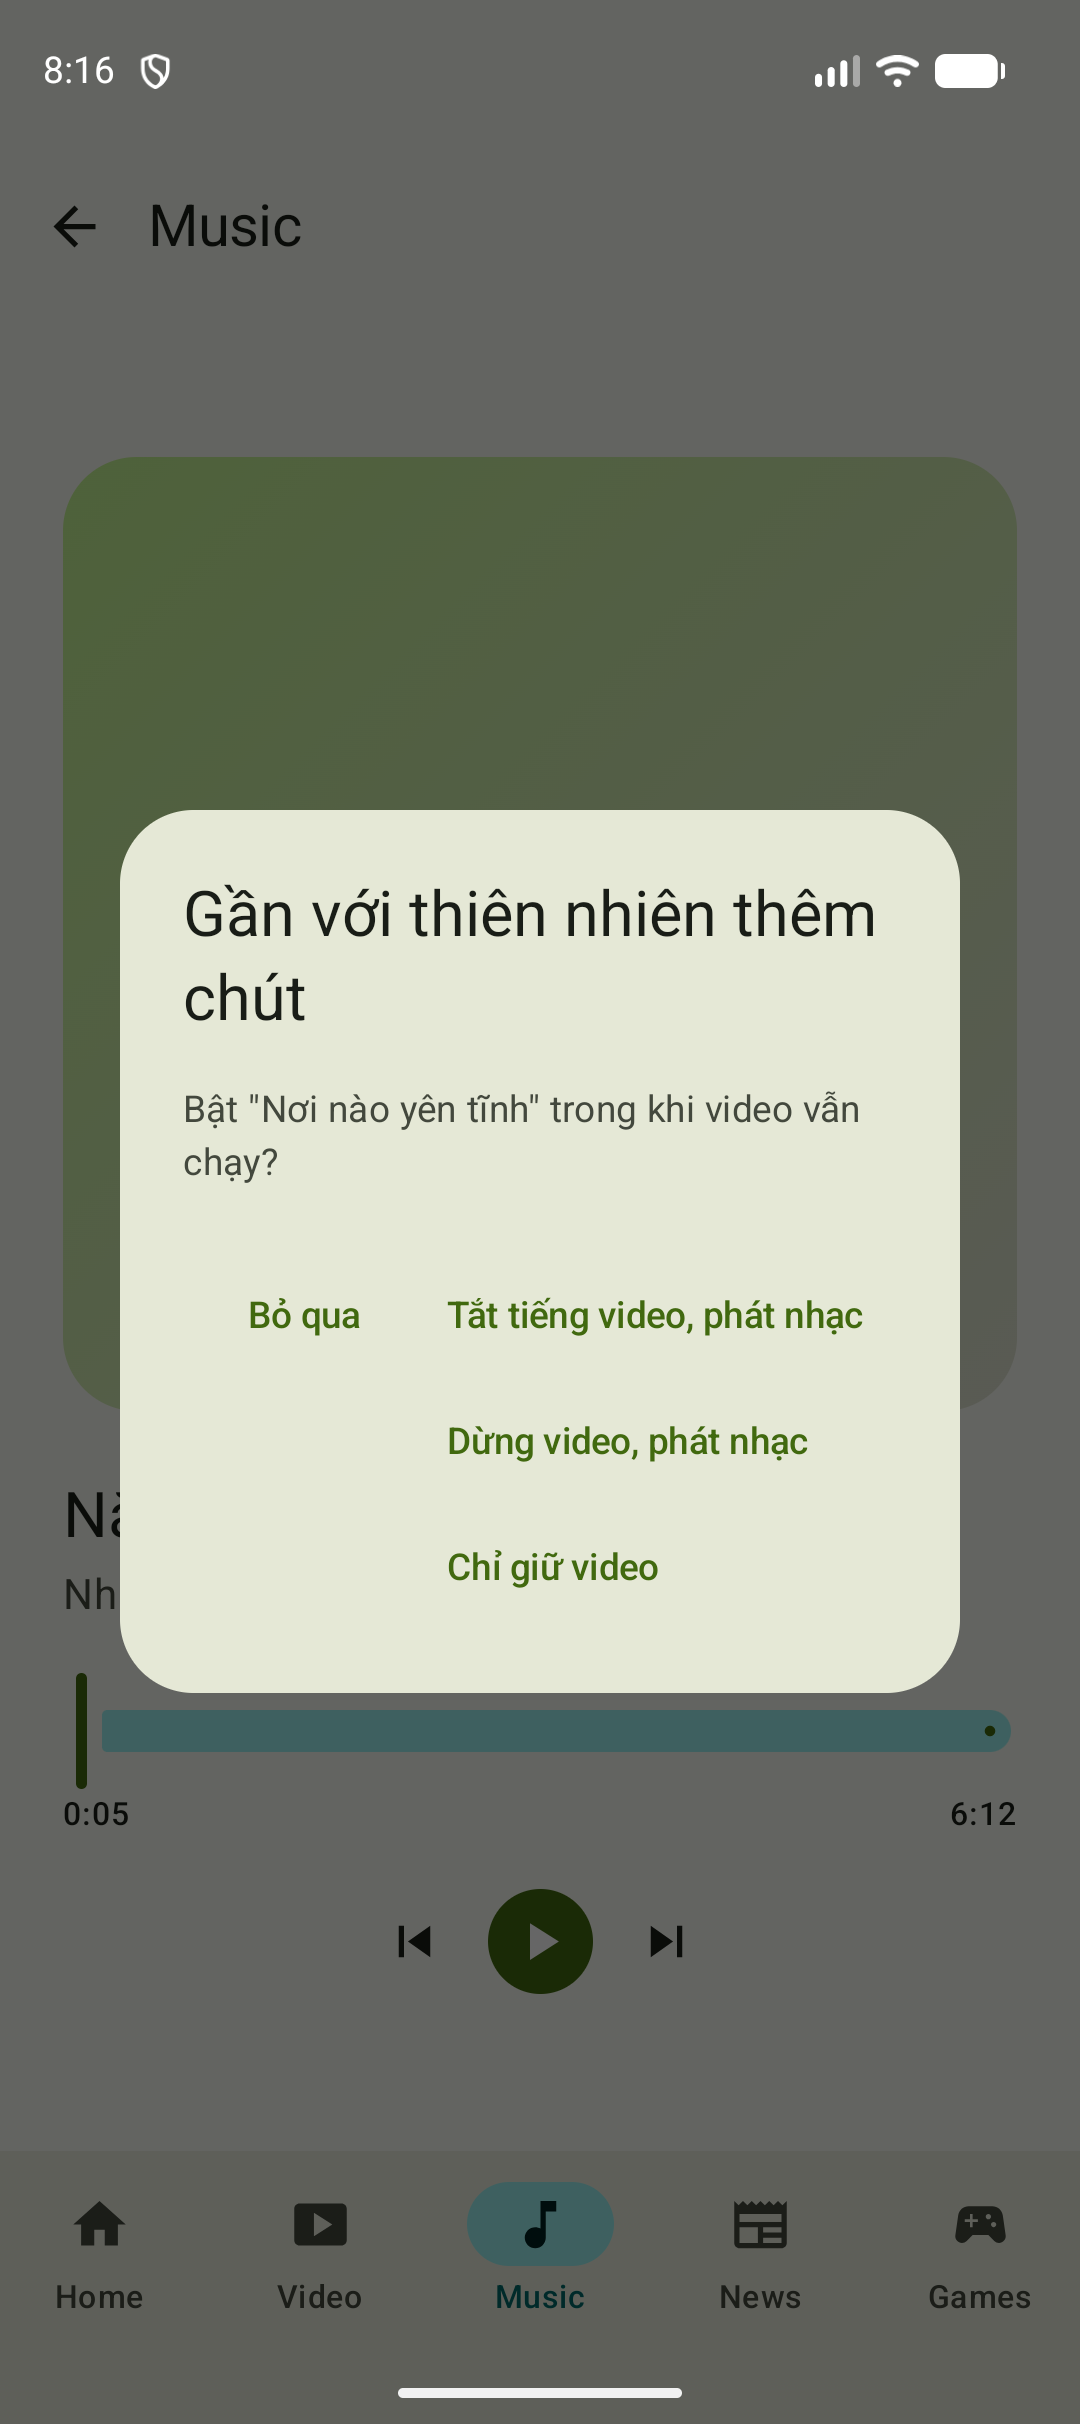 8:16
Music
Gần với thiên nhiên thêm
chút
Bật "Nơi nào yên tĩnh" trong khi video vẫn
chạy?
Bỏ qua
Tắt tiếng video, phát nhạc
Dừng video, phát nhạc
Chỉ giữ video
0:05
6:12
Home
Video
Music
News
Games